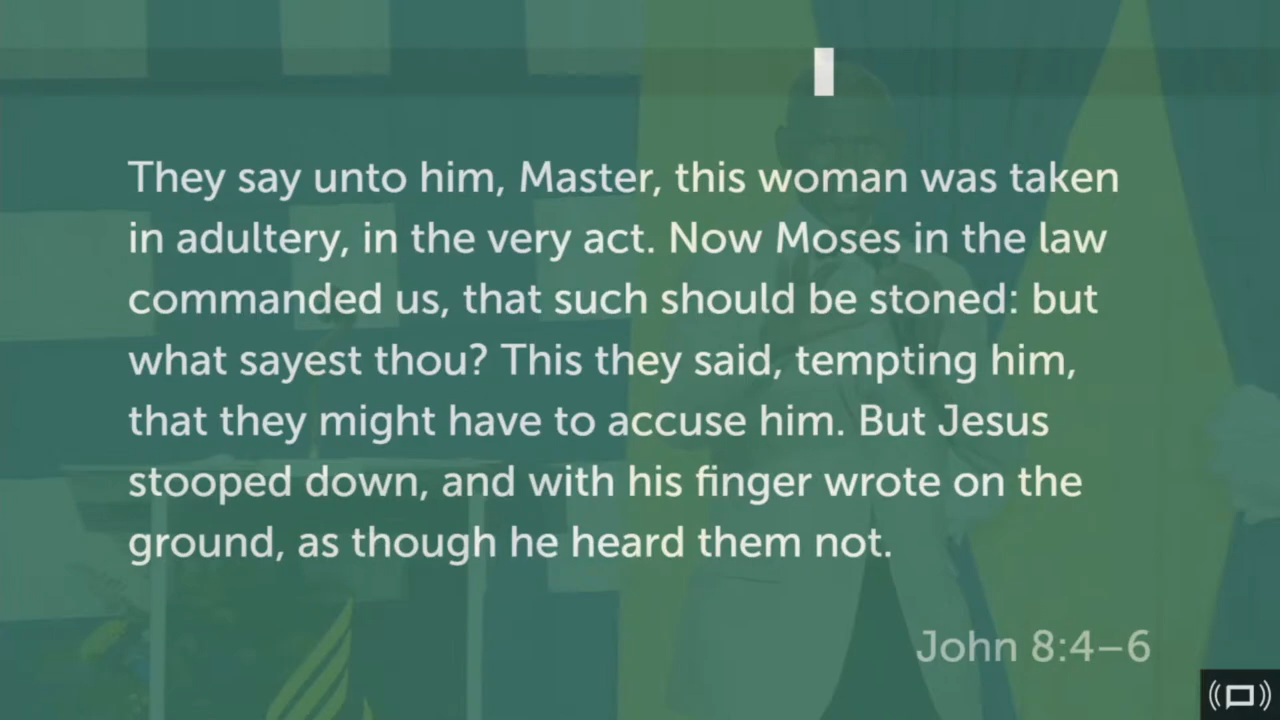 They say unto him, Master, this woman was taken
in adultery, in the very act. Now Moses in the law
commanded us, that such should be stoned: but
what sayest thou? This they said, tempting him,
that they might have to accuse him. But Jesus
stooped down, and with his finger wrote on the
ground, as though he heard them not.
John 8:4–6